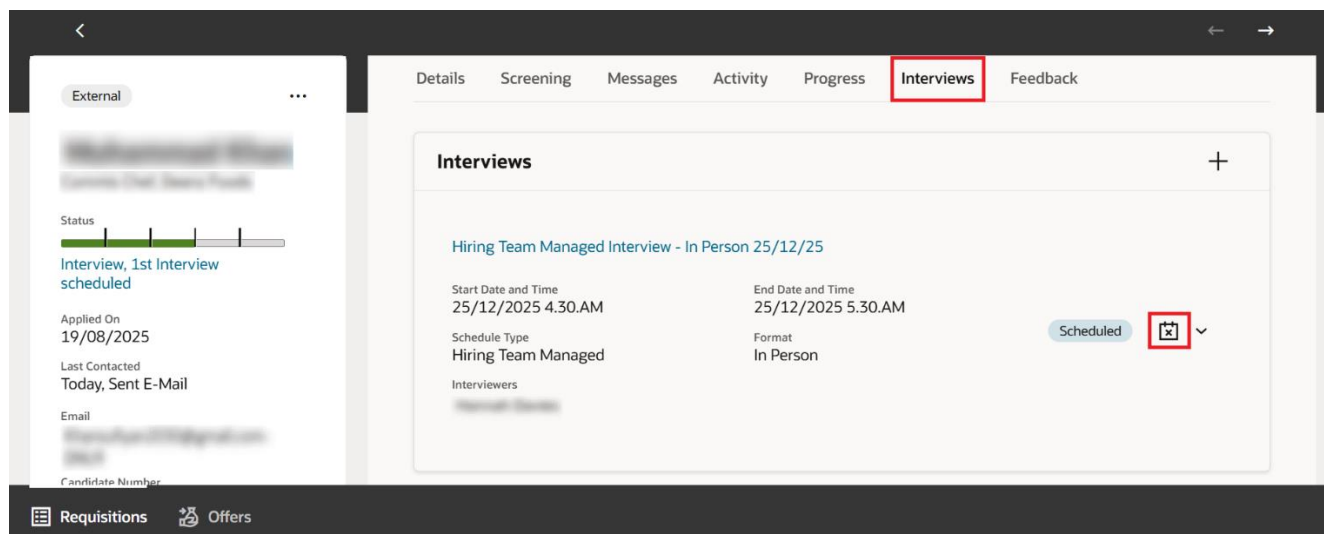 External
Status
Interview, 1st Interview
scheduled
Applied On
19/08/2025
Last Contacted
Today, Sent E-Mail
Email
Candidate Number
Details Screening Messages Activity Progress Interviews Feedback
Interviews
Hiring Team Managed Interview - In Person 25/12/25
Start Date and Time End Date and Time
25/12/2025 4.30.AM 25/12/2025 5.30.AM
Schedule Type Format
Hiring Team Managed In Person
Scheduled
Interviewers
Requisitions Offers